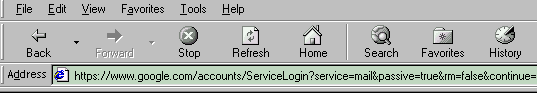 File Edit View Favorites Tools Help
Back Forward Stop Refresh Home Search Favorites History
Address https://www.google.com/accounts/ServiceLogin?service=mail&passive=true&rm=false&continue=